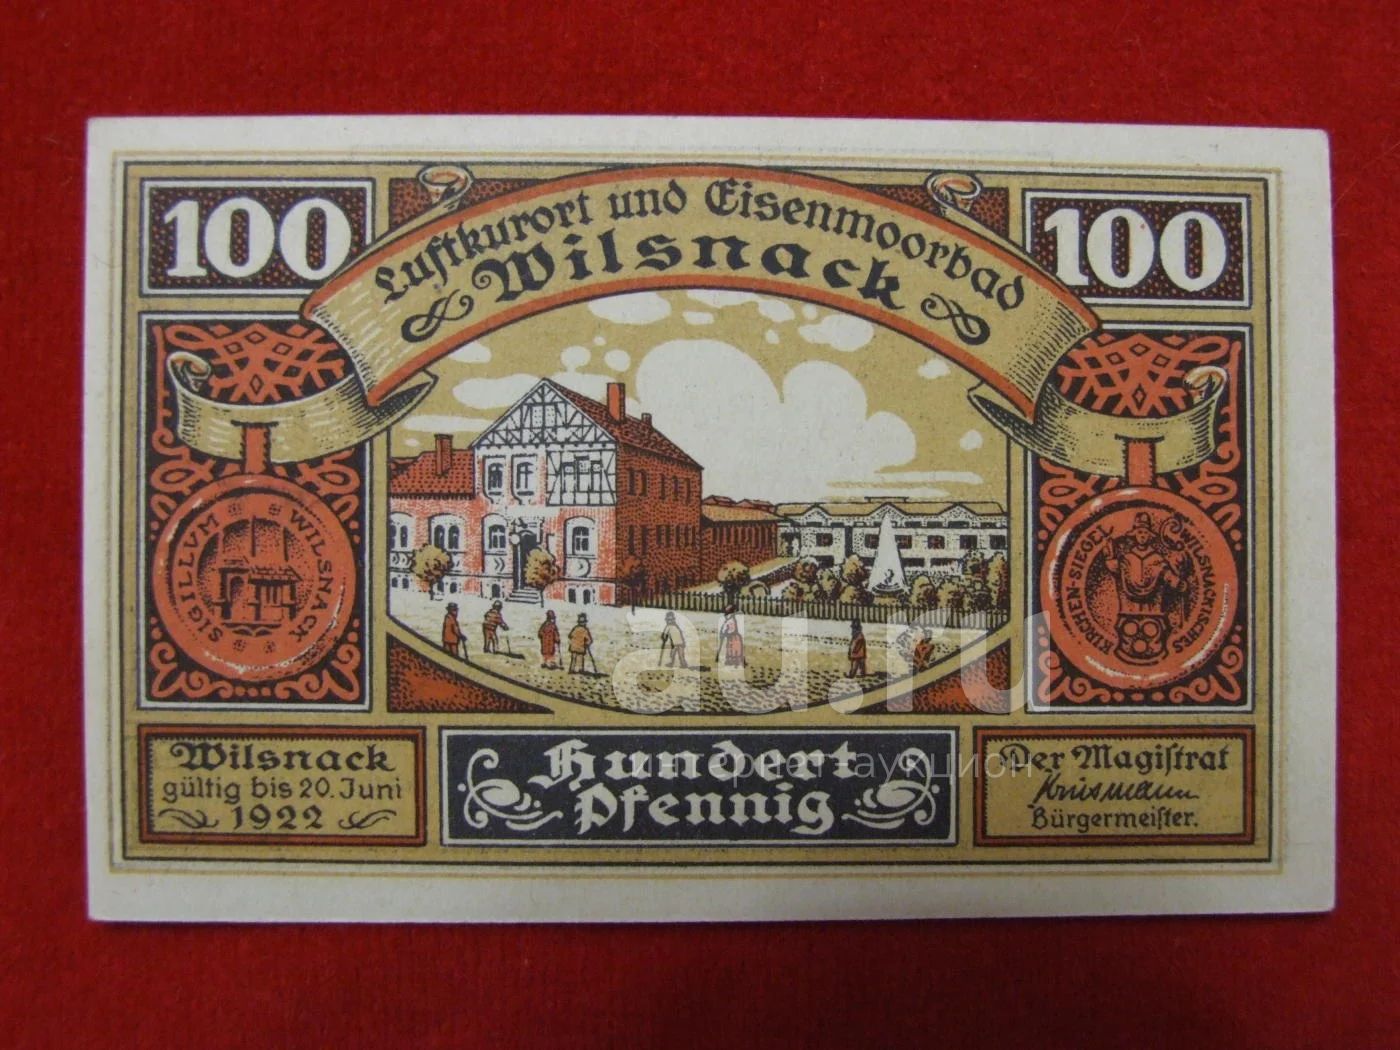 100
Luftkurort und Eisenmoorbad
Wilsnack
100
SIGILLVM WILSNACK
KIRCHEN-SIEGEL WILSNACKISCHES
Wilsnack
gültig bis 20. Juni
1922
Hundert
Pfennig
Der Magiſtrat
Bürgermeiſter.
au.ru
интернет аукцион